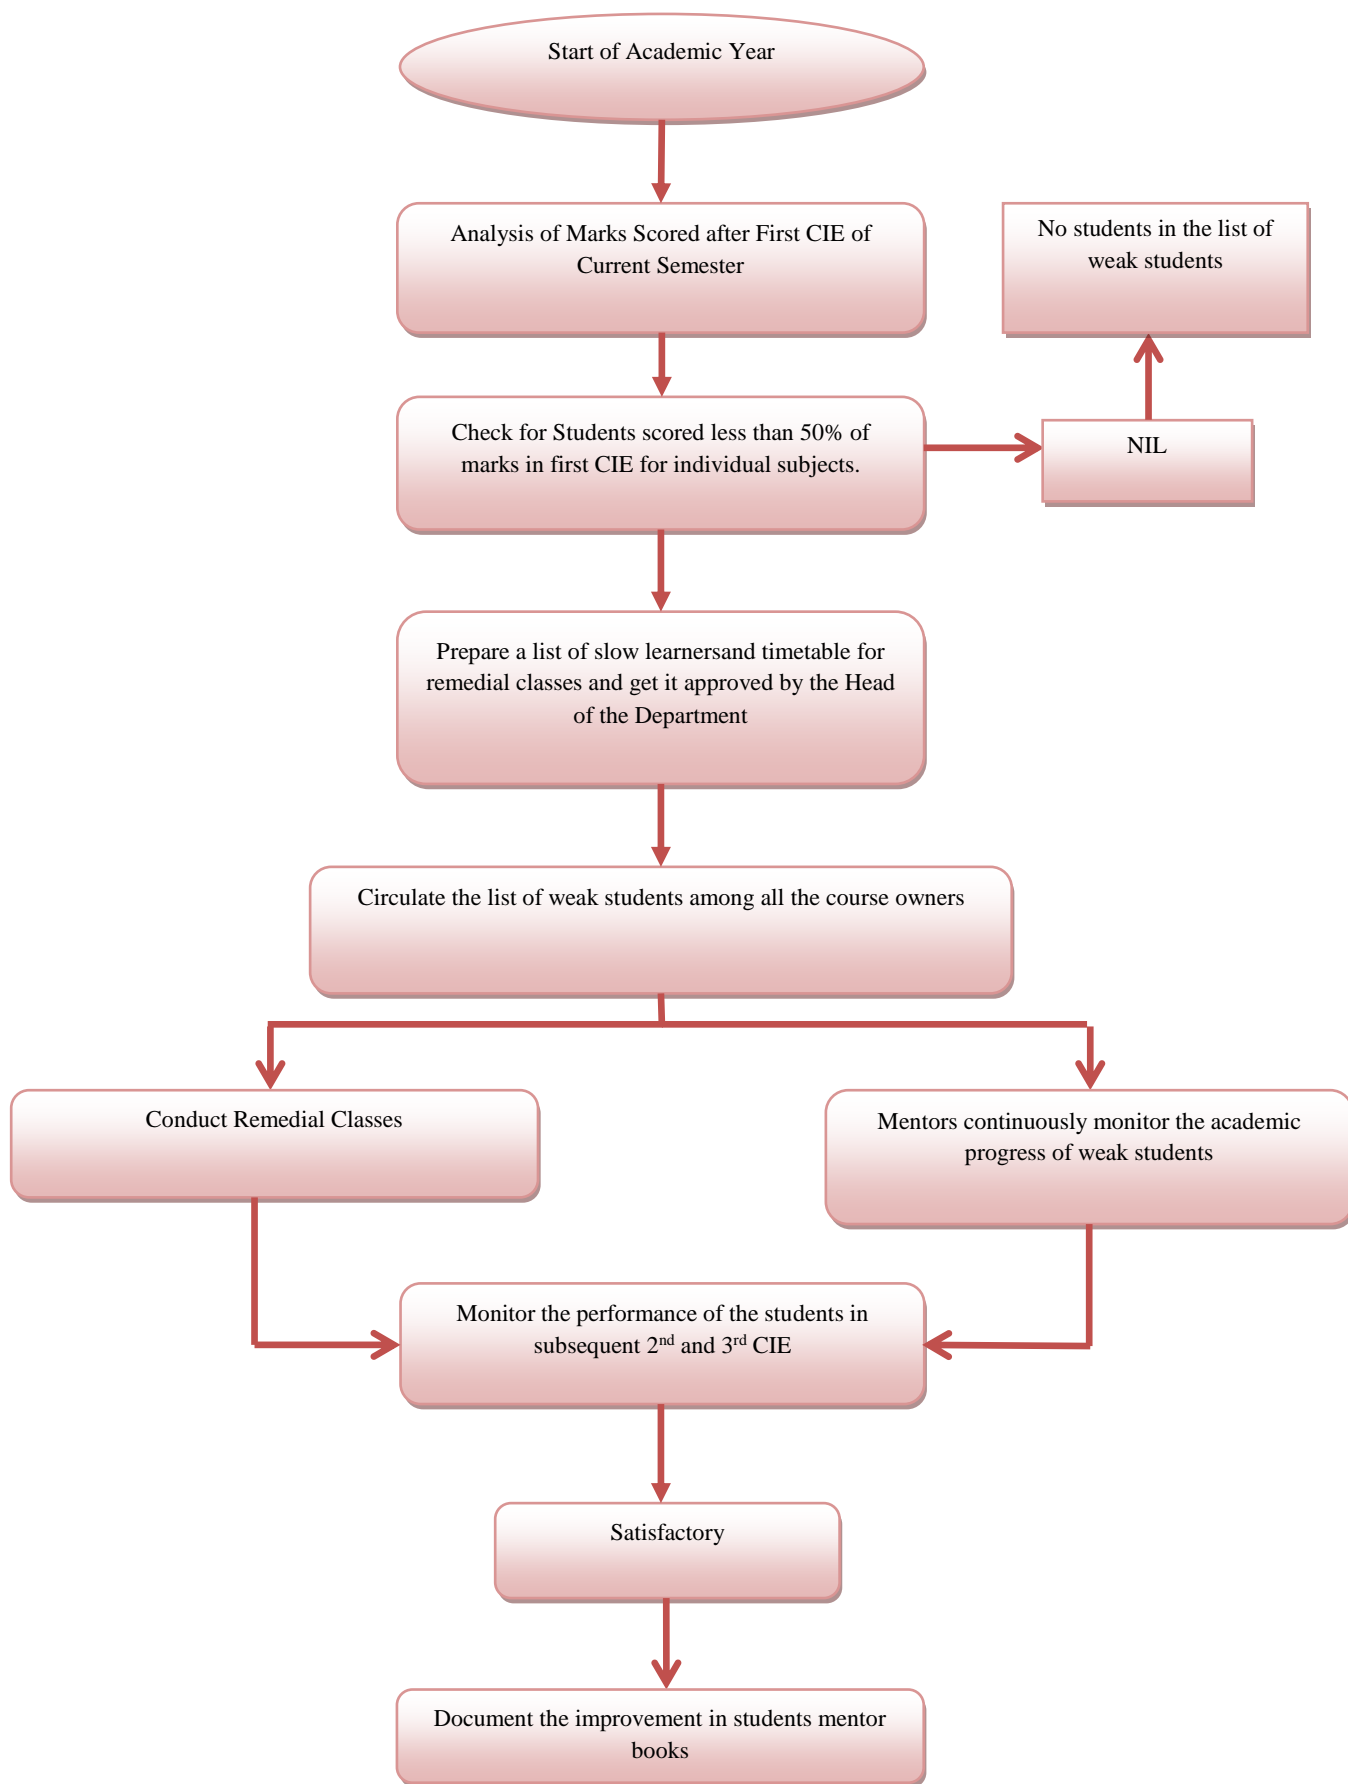 Start of Academic Year
Analysis of Marks Scored after First CIE of
Current Semester
No students in the list of
weak students
Check for Students scored less than 50% of
marks in first CIE for individual subjects.
NIL
Prepare a list of slow learnersand timetable for
remedial classes and get it approved by the Head
of the Department
Circulate the list of weak students among all the course owners
Conduct Remedial Classes
Mentors continuously monitor the academic
progress of weak students
Monitor the performance of the students in
subsequent 2nd and 3rd CIE
Satisfactory
Document the improvement in students mentor
books